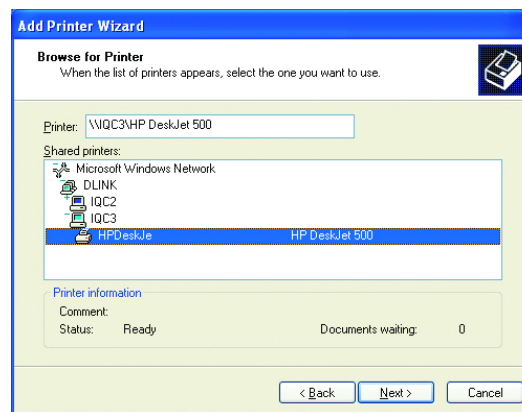 Add Printer Wizard
Browse for Printer
When the list of printers appears, select the one you want to use.
Printer: \\IQC3\HP DeskJet 500
Shared printers:
Microsoft Windows Network
DLINK
IQC2
IQC3
HPDeskJe HP DeskJet 500
Printer information
Comment:
Status: Ready Documents waiting: 0
< Back Next > Cancel